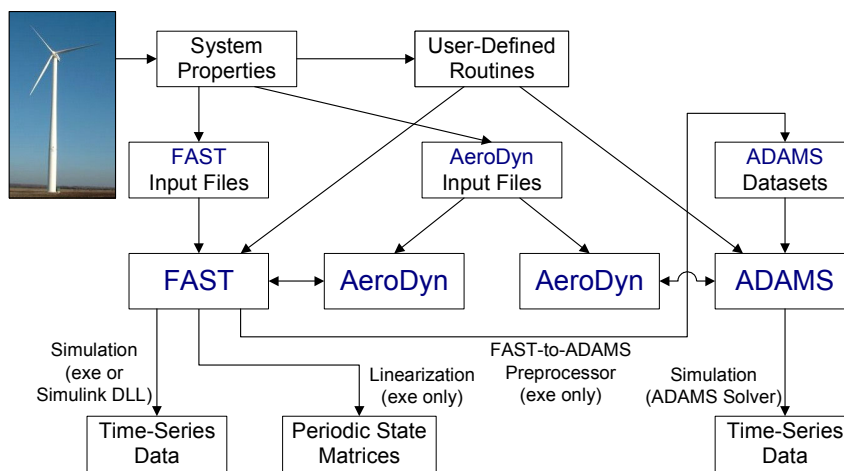 System
Properties
User-Defined
Routines
FAST
Input Files
AeroDyn
Input Files
ADAMS
Datasets
FAST
AeroDyn
AeroDyn
ADAMS
Simulation
(exe or
Simulink DLL)
Linearization
(exe only)
FAST-to-ADAMS
Preprocessor
(exe only)
Simulation
(ADAMS Solver)
Time-Series
Data
Periodic State
Matrices
Time-Series
Data